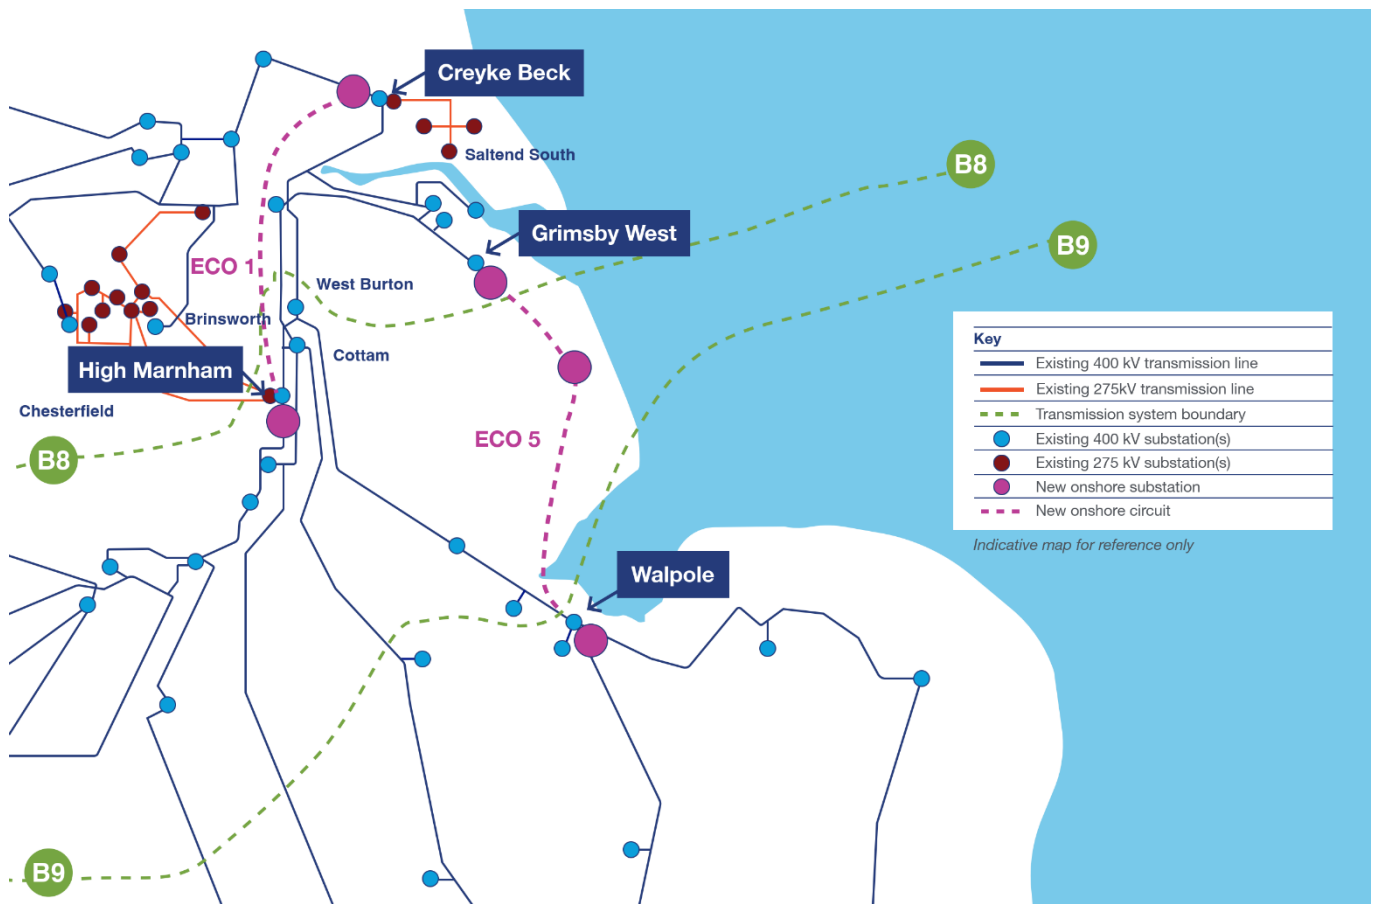 Creyke Beck
Saltend South
B8
Grimsby West
B9
ECO 1
West Burton
Brinsworth
Cottam
High Marnham
Chesterfield
B8
ECO 5
Key
Existing 400 kV transmission line
Existing 275kV transmission line
Transmission system boundary
Existing 400 kV substation(s)
Existing 275 kV substation(s)
New onshore substation
New onshore circuit
Indicative map for reference only
Walpole
B9